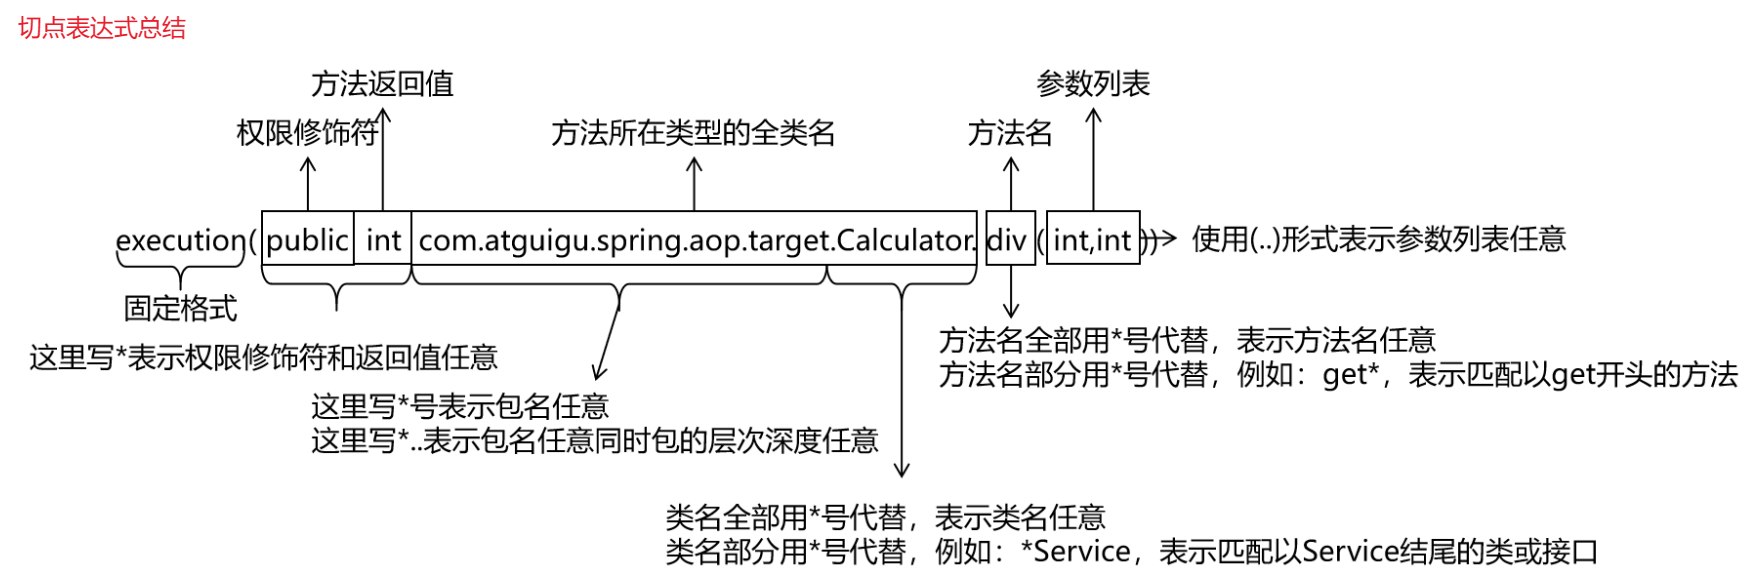 切点表达式总结
方法返回值
参数列表
权限修饰符
方法所在类型的全类名
方法名
execution(public int com.atguigu.spring.aop.target.Calculator.div(int,int))
使用(..)形式表示参数列表任意
固定格式
这里写*表示权限修饰符和返回值任意
方法名全部用*号代替，表示方法名任意
方法名部分用*号代替，例如：get*，表示匹配以get开头的方法
这里写*号表示包名任意
这里写*..表示包名任意同时包的层次深度任意
类名全部用*号代替，表示类名任意
类名部分用*号代替，例如：*Service，表示匹配以Service结尾的类或接口